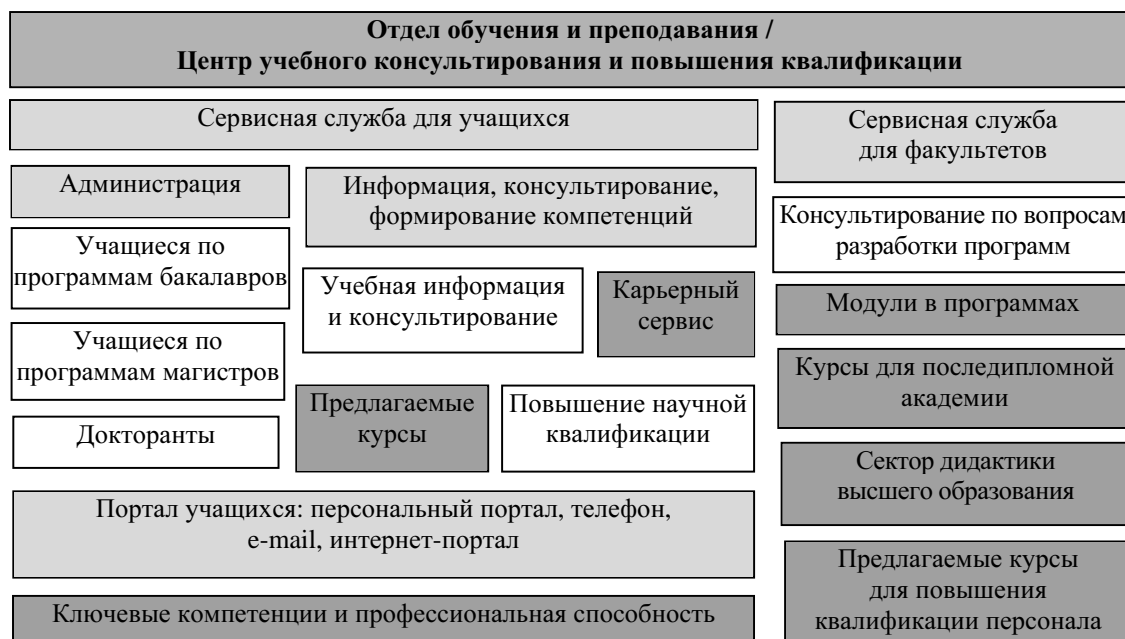 Отдел обучения и преподавания /
Центр учебного консультирования и повышения квалификации
Сервисная служба для учащихся
Администрация
Учащиеся по
программам бакалавров
Учащиеся по
программам магистров
Докторанты
Информация, консультирование,
формирование компетенций
Учебная информация
и консультирование
Карьерный
сервис
Предлагаемые
курсы
Повышение научной
квалификации
Портал учащихся: персональный портал, телефон,
e-mail, интернет-портал
Ключевые компетенции и профессиональная способность
Сервисная служба
для факультетов
Консультирование по вопросам
разработки программ
Модули в программах
Курсы для последипломной
академии
Сектор дидактики
высшего образования
Предлагаемые курсы
для повышения
квалификации персонала